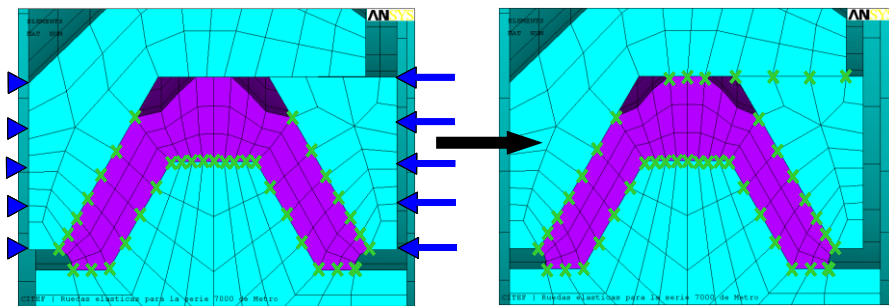 AN
ELEMENTS
MAT NUM
CITEF | Ruedas elasticas para la serie 7000 de Metro
AN
ELEMENTS
MAT NUM
CITEF | Ruedas elasticas para la serie 7000 de Metro